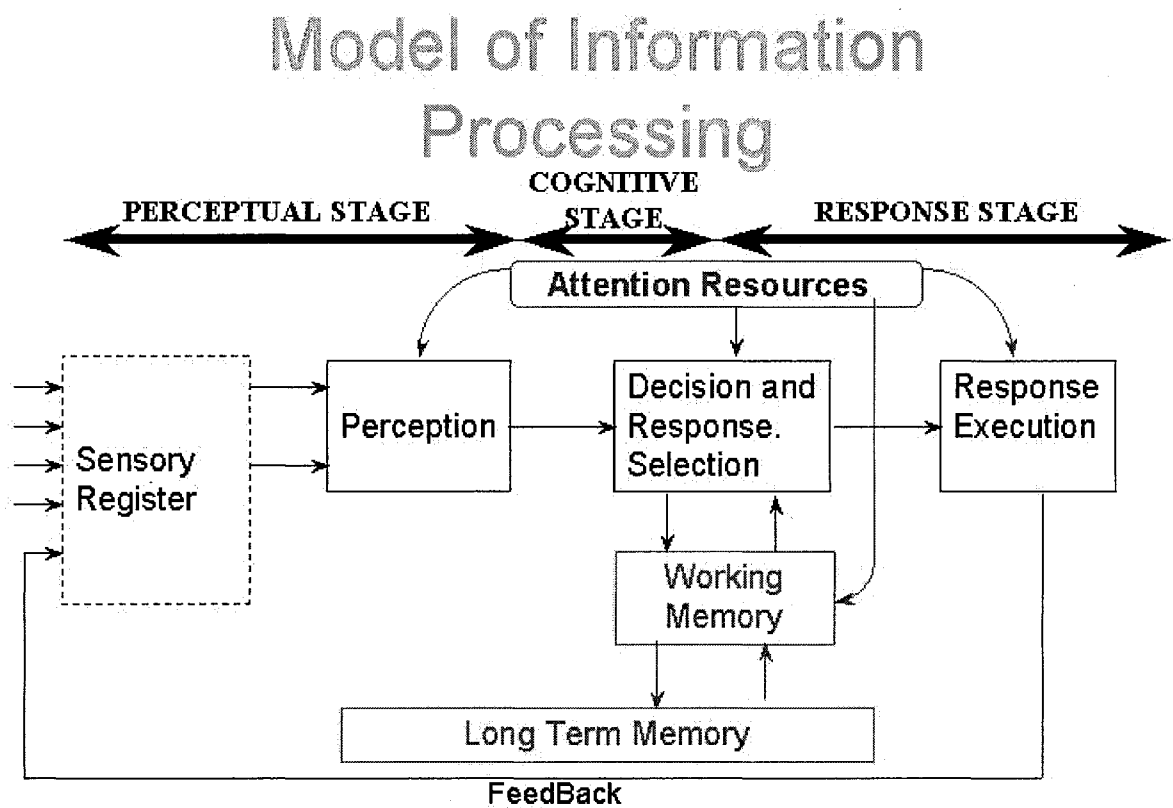 Model of Information
Processing
PERCEPTUAL STAGE
COGNITIVE
STAGE
RESPONSE STAGE
Attention Resources
Sensory
Register
Perception
Decision and
Response.
Selection
Response
Execution
Working
Memory
Long Term Memory
FeedBack